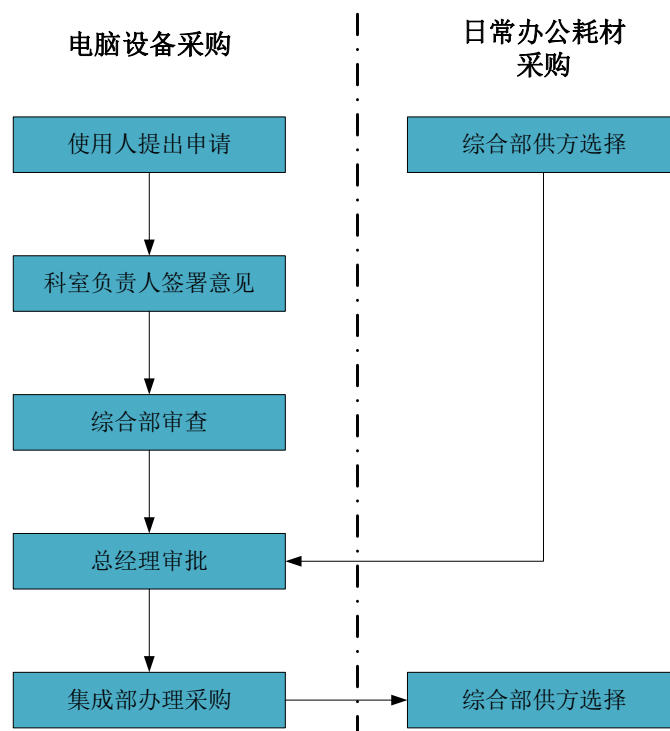 电脑设备采购
日常办公耗材
采购
使用人提出申请
综合部供方选择
科室负责人签署意见
综合部审查
总经理审批
集成部办理采购
综合部供方选择